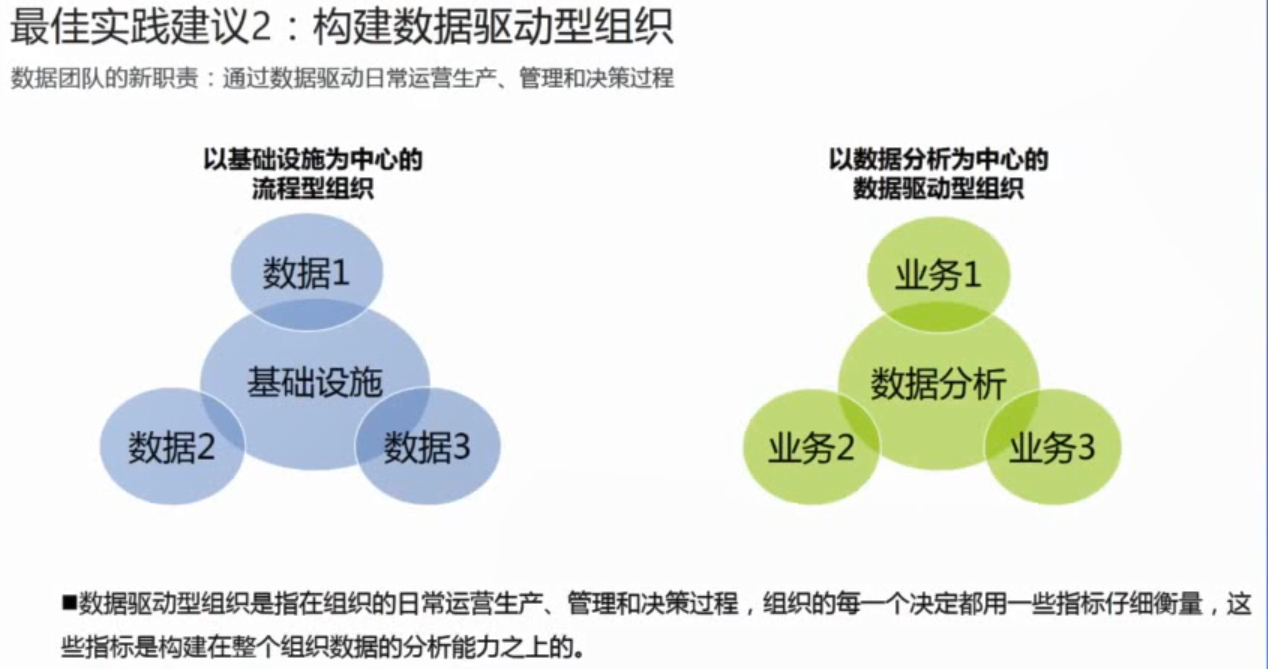 最佳实践建议2：构建数据驱动型组织
数据团队的新职责：通过数据驱动日常运营生产、管理和决策过程
以基础设施为中心的
流程型组织
数据1
基础设施
数据2
数据3
以数据分析为中心的
数据驱动型组织
业务1
数据分析
业务2
业务3
■数据驱动型组织是指在组织的日常运营生产、管理和决策过程，组织的每一个决定都用一些指标仔细衡量，这
些指标是构建在整个组织数据的分析能力之上的。